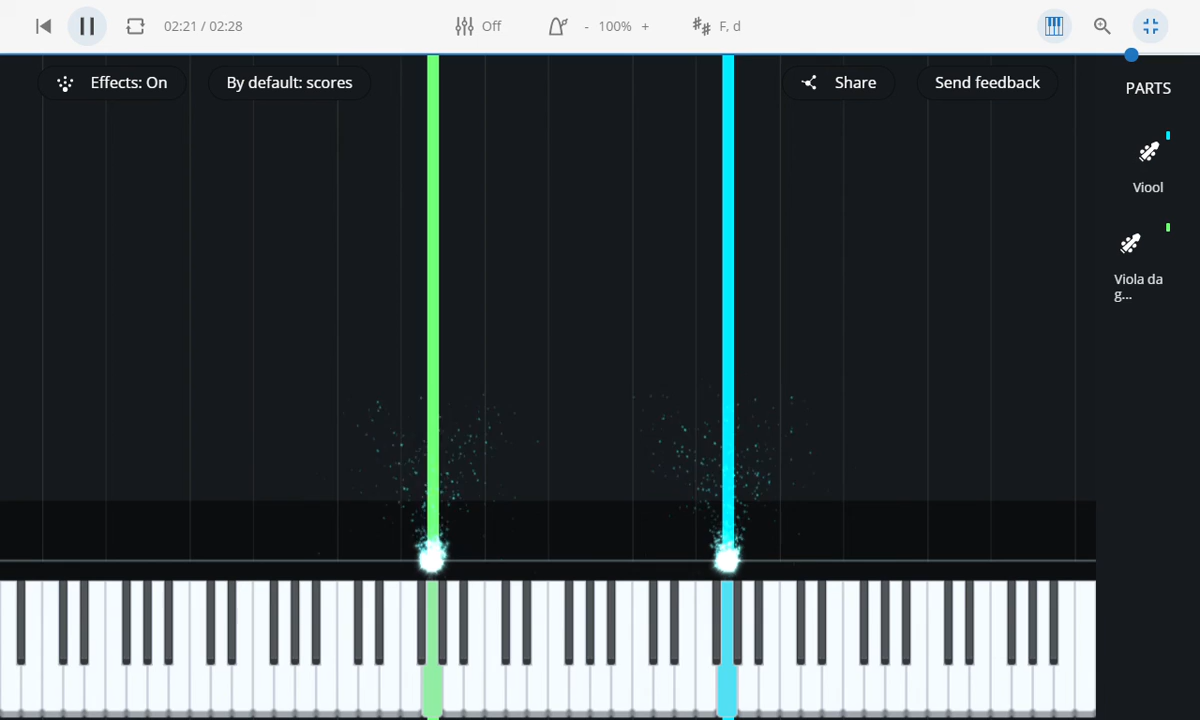 02:21 / 02:28
Off
- 100% +
F, d
Effects: On
By default: scores
Share
Send feedback
PARTS
Viool
Viola da
g...